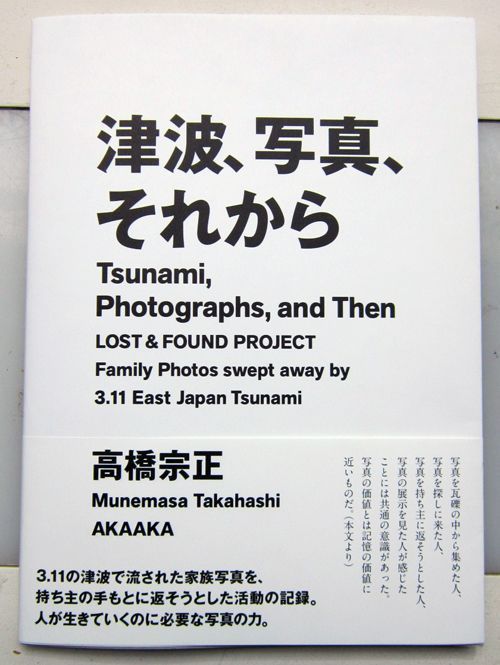 津波、写真、
それから
Tsunami,
Photographs, and Then
LOST & FOUND PROJECT
Family Photos swept away by
3.11 East Japan Tsunami
高橋宗正
Munemasa Takahashi
AKAAKA
写真を瓦礫の中から集めた人、
写真を探しに来た人、
写真を持ち主に返そうとした人、
写真の展示を見た人が感じた
ことには共通の意識があった。
写真の価値とは記憶の価値に
近いものだ。（本文より）
3.11の津波で流された家族写真を、
持ち主の手もとに返そうとした活動の記録。
人が生きていくのに必要な写真の力。